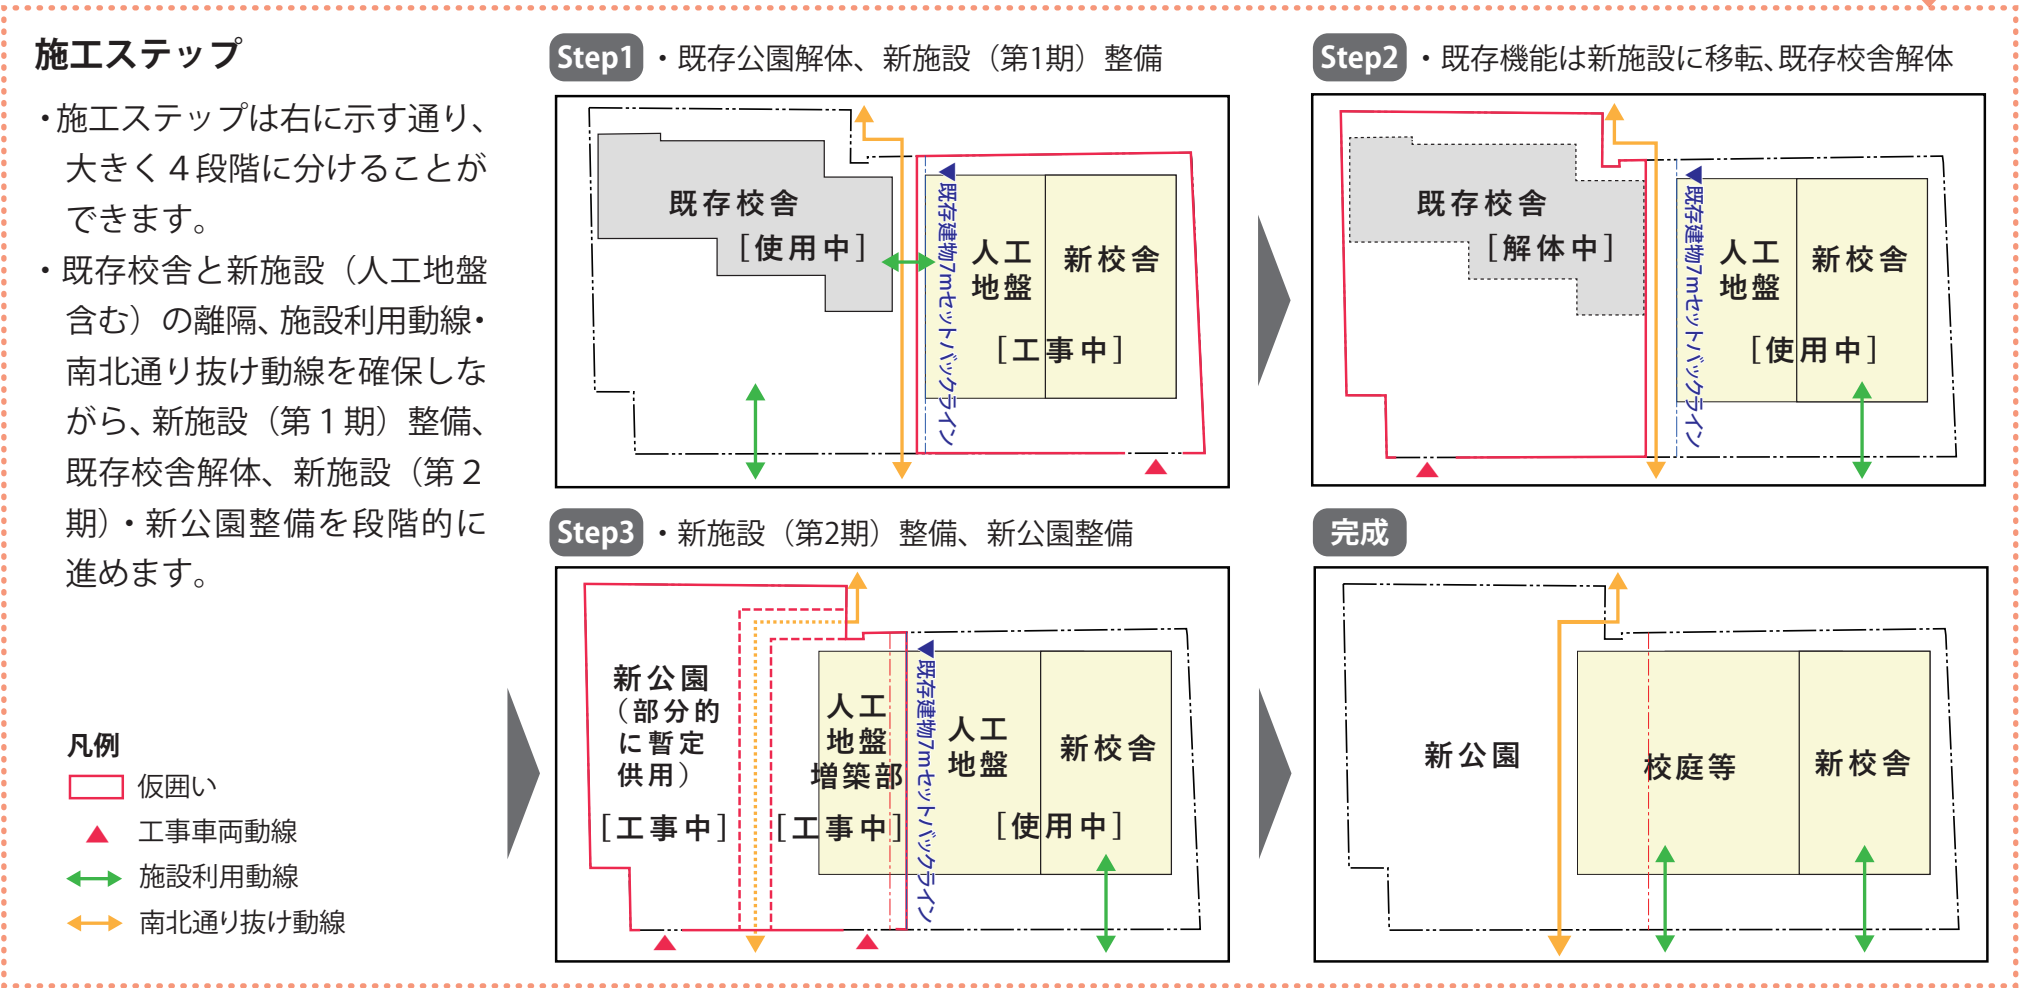 施工ステップ
・施工ステップは右に示す通り、
大きく４段階に分けることが
できます。
・既存校舎と新施設（人工地盤
含む）の離隔、施設利用動線・
南北通り抜け動線を確保しな
がら、新施設（第１期）整備、
既存校舎解体、新施設（第２
期）・新公園整備を段階的に
進めます。
凡例
仮囲い
工事車両動線
施設利用動線
南北通り抜け動線
Step1 ・既存公園解体、新施設（第1期）整備
既存校舎
［使用中］
既存建物7mセットバックライン
人工
地盤
新校舎
［工事中］
Step2 ・既存機能は新施設に移転、既存校舎解体
既存校舎
［解体中］
既存建物7mセットバックライン
人工
地盤
新校舎
［使用中］
Step3 ・新施設（第2期）整備、新公園整備
新公園
（部分的
に暫定
供用）
［工事中］
人工
地盤
増築部
［工事中］
既存建物7mセットバックライン
人工
地盤
新校舎
［使用中］
完成
新公園
校庭等
新校舎